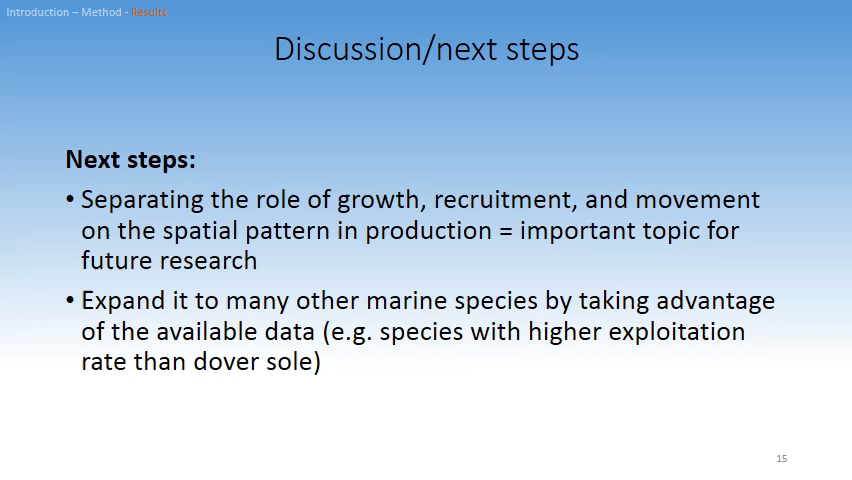 Introduction – Method - Results
Discussion/next steps
Next steps:
• Separating the role of growth, recruitment, and movement
on the spatial pattern in production = important topic for
future research
• Expand it to many other marine species by taking advantage
of the available data (e.g. species with higher exploitation
rate than dover sole)
15